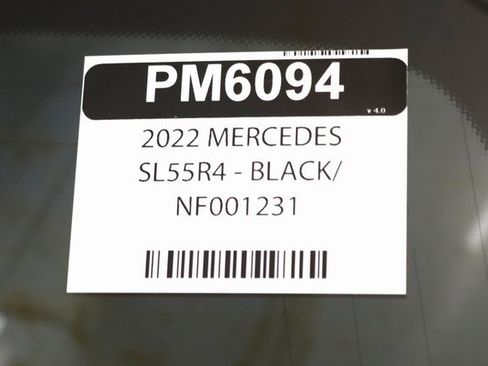 PM6094
v 4.0
2022 MERCEDES
SL55R4 - BLACK/
NF001231